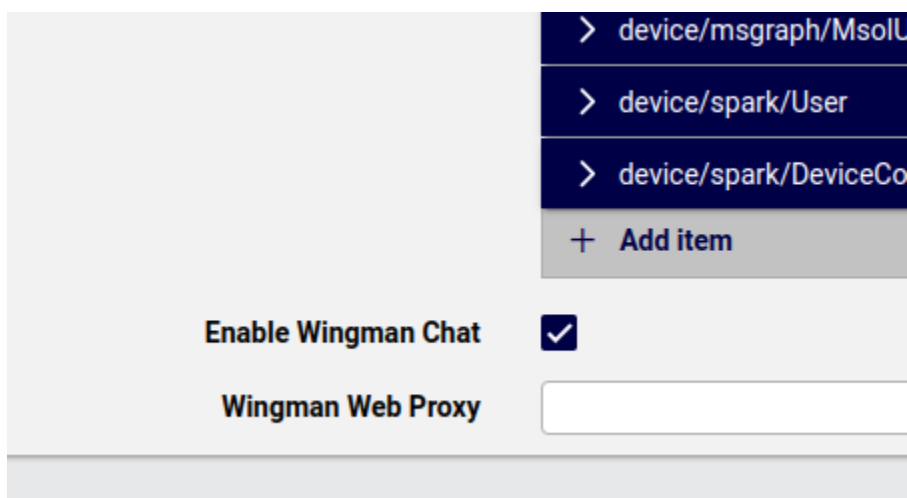 device/msgraph/MsolU
device/spark/User
device/spark/DeviceCo
Add item
Enable Wingman Chat
Wingman Web Proxy